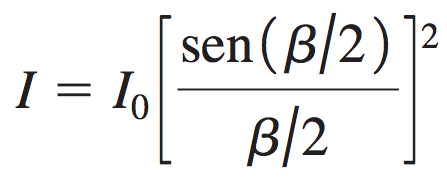 I = I₀[sen(β/2) / β/2]²